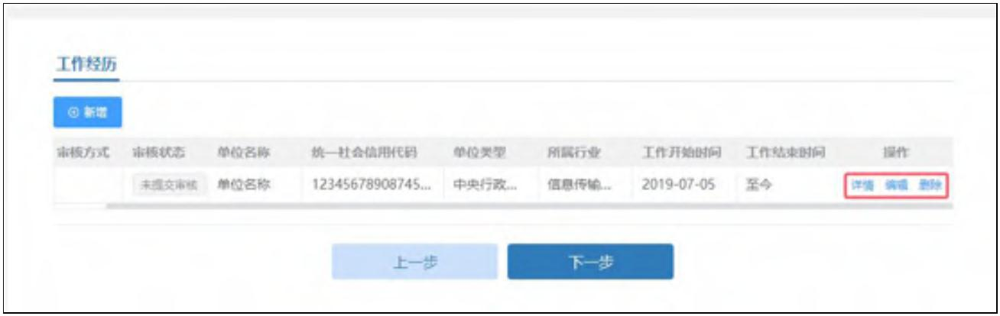 工作经历
新增
审核方式 审核状态 单位名称 统一社会信用代码 单位类型 所属行业 工作开始时间 工作结束时间 操作
未提交审核 单位名称 12345678908745... 中央行政... 信息传输... 2019-07-05 至今 详情 编辑 删除
上一步 下一步